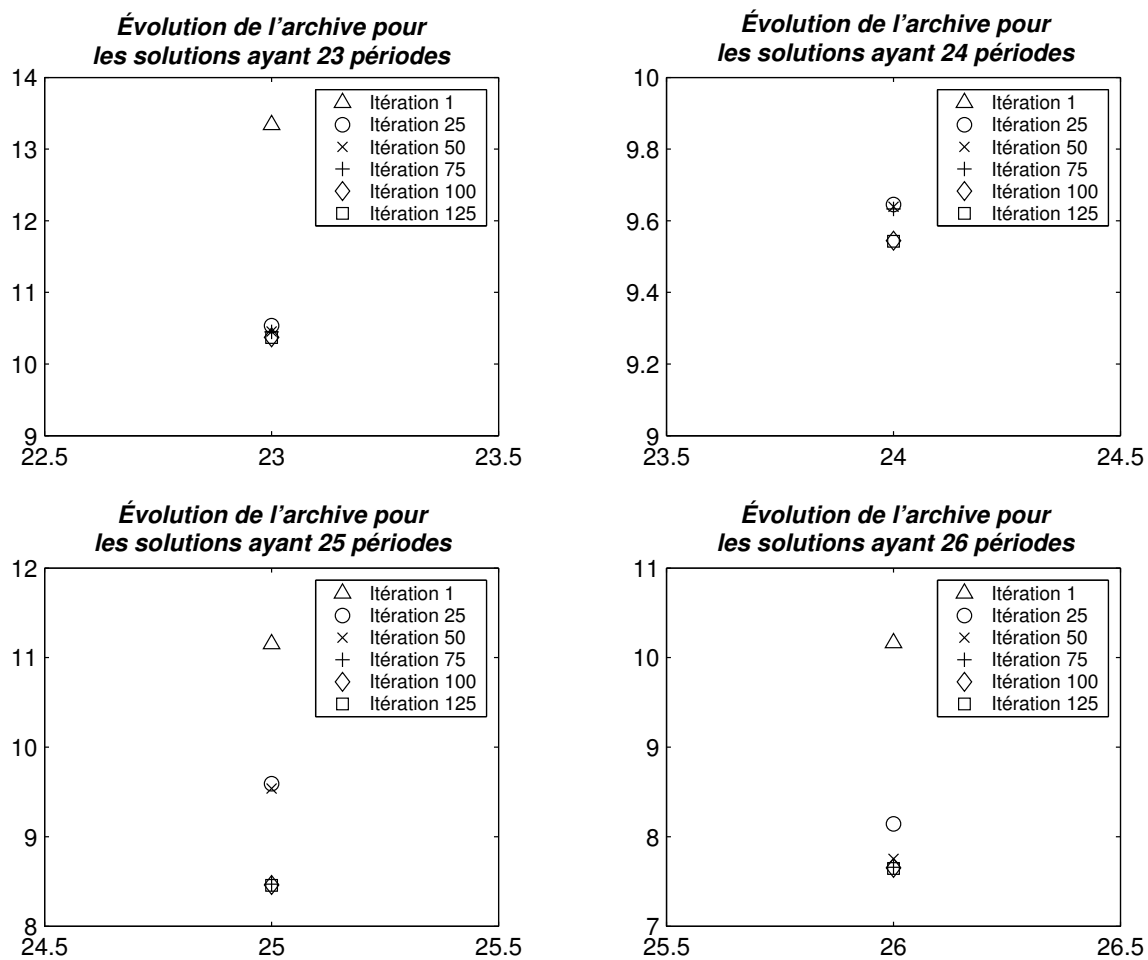 Évolution de l'archive pour
les solutions ayant 23 périodes
14
13
12
11
10
9
22.5
23
23.5
Itération 1
Itération 25
Itération 50
Itération 75
Itération 100
Itération 125
Évolution de l'archive pour
les solutions ayant 24 périodes
10
9.8
9.6
9.4
9.2
9
23.5
24
24.5
Itération 1
Itération 25
Itération 50
Itération 75
Itération 100
Itération 125
Évolution de l'archive pour
les solutions ayant 25 périodes
12
11
10
9
8
24.5
25
25.5
Itération 1
Itération 25
Itération 50
Itération 75
Itération 100
Itération 125
Évolution de l'archive pour
les solutions ayant 26 périodes
11
10
9
8
7
25.5
26
26.5
Itération 1
Itération 25
Itération 50
Itération 75
Itération 100
Itération 125